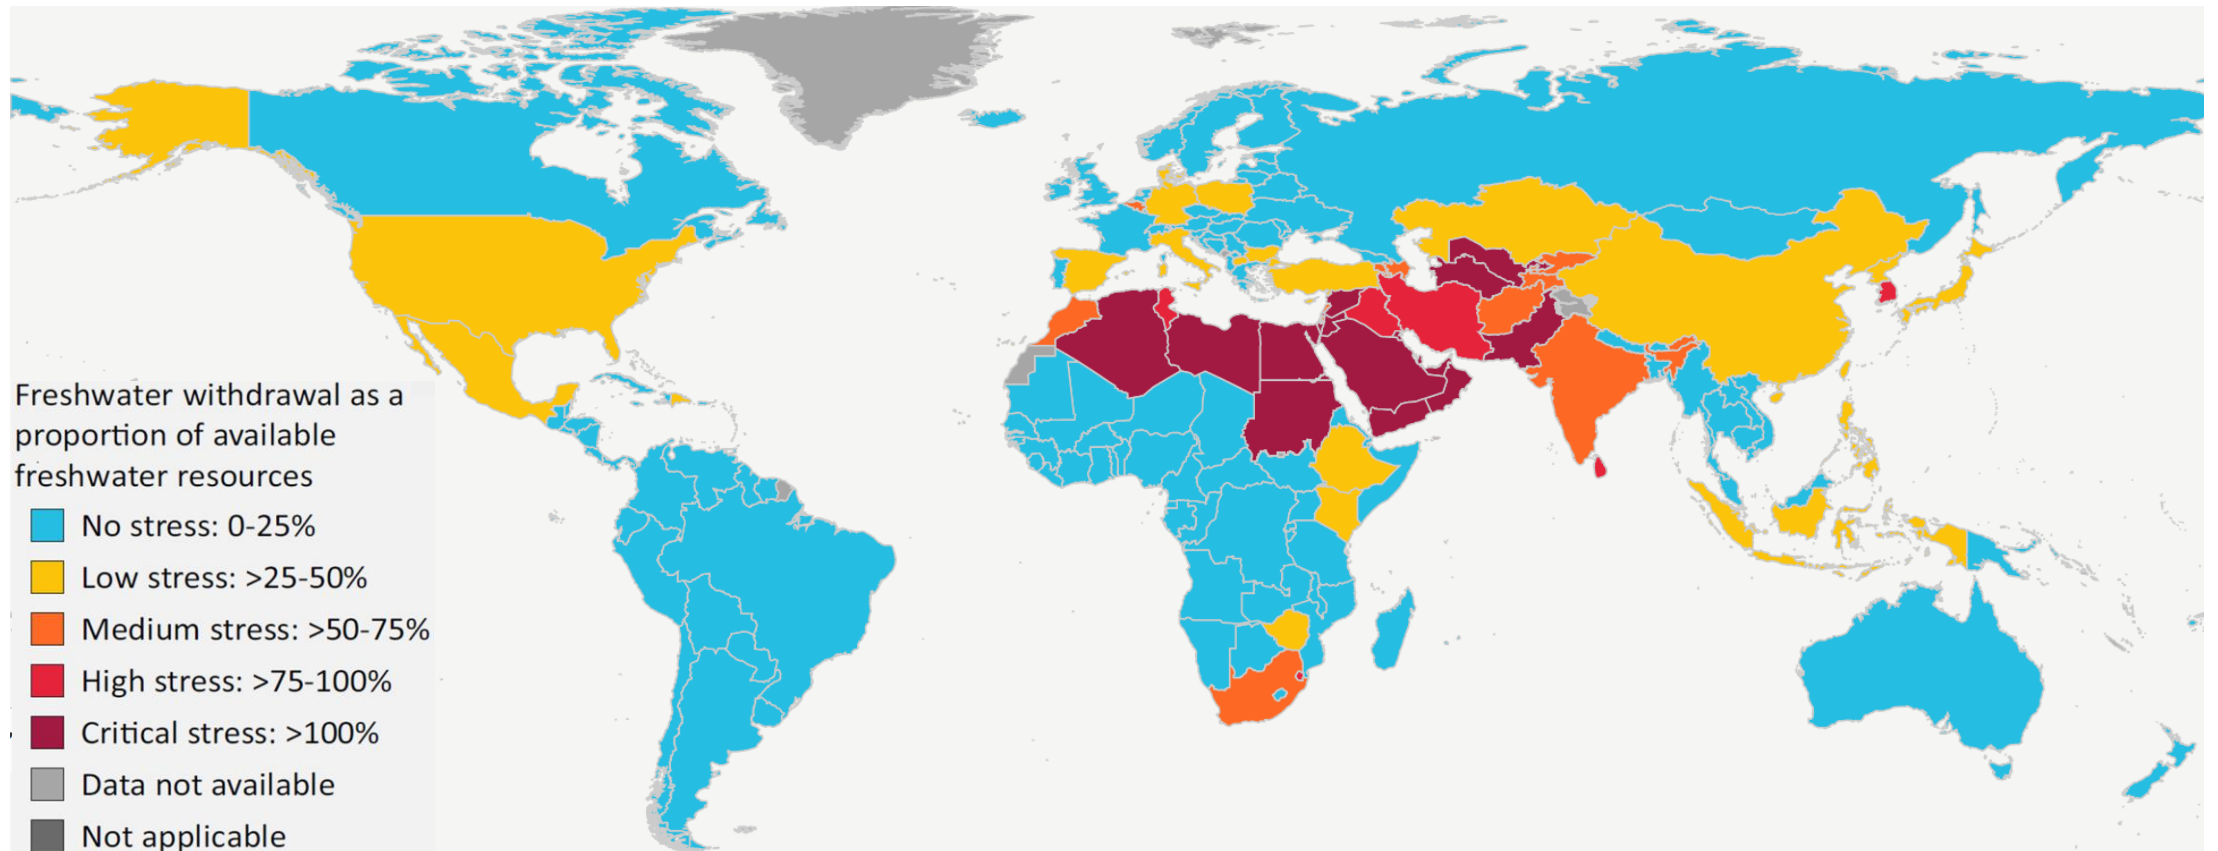 Freshwater withdrawal as a
proportion of available
freshwater resources
No stress: 0-25%
Low stress: >25-50%
Medium stress: >50-75%
High stress: >75-100%
Critical stress: >100%
Data not available
Not applicable